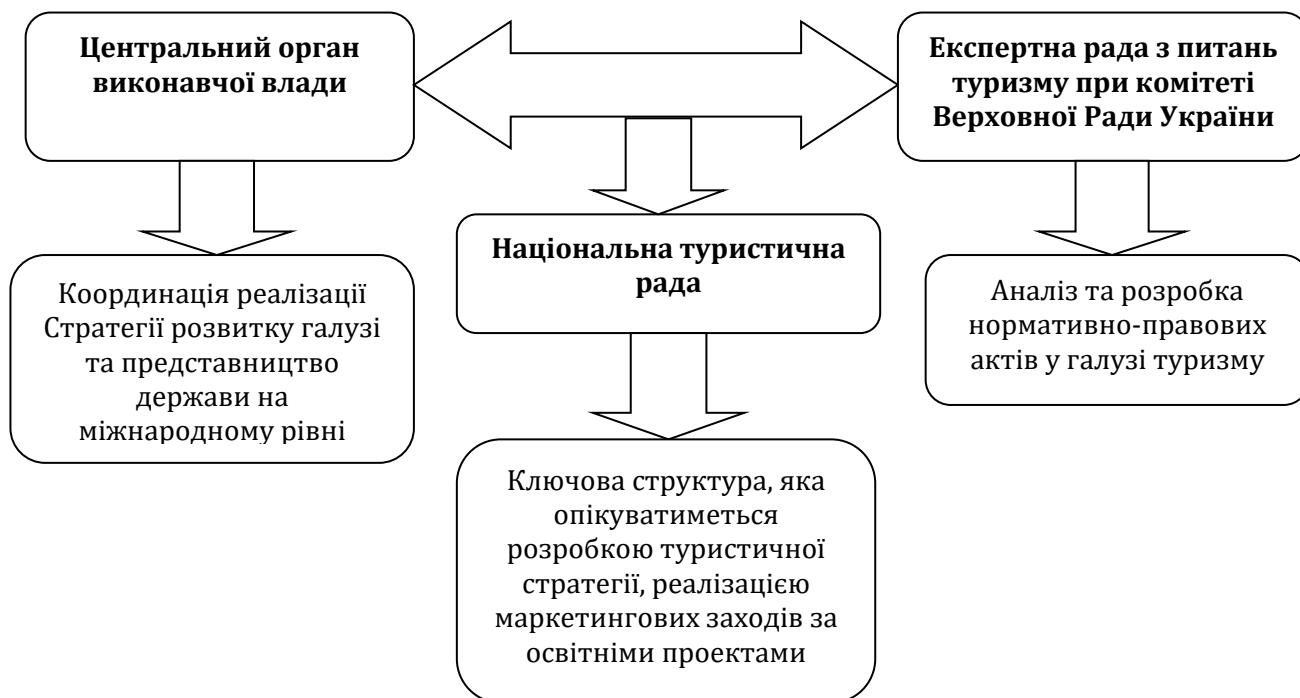 Центральний орган
виконавчої влади
Експертна рада з питань
туризму при комітеті
Верховної Ради України
Національна туристична
рада
Координація реалізації
Стратегії розвитку галузі
та представництво
держави на
міжнародному рівні
Аналіз та розробка
нормативно-правових
актів у галузі туризму
Ключова структура, яка
опікуватиметься
розробкою туристичної
стратегії, реалізацією
маркетингових заходів за
освітніми проектами